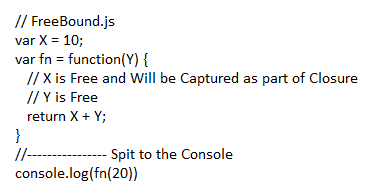 // FreeBound.js
var X = 10;
var fn = function(Y) {
// X is Free and Will be Captured as part of Closure
// Y is Free
return X + Y;
}
//---------------- Spit to the Console
console.log(fn(20))